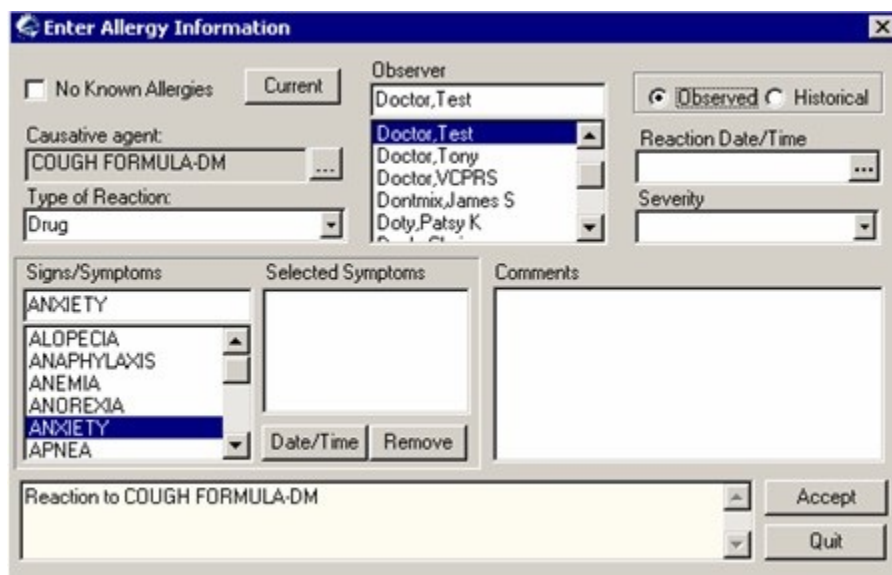 Enter Allergy Information
No Known Allergies
Current
Observer
Doctor,Test
Doctor,Test
Doctor,Tony
Doctor,VCPRS
Dontmix,James S
Doty,Patsy K
Observed
Historical
Causative agent:
COUGH FORMULA-DM
...
Reaction Date/Time
...
Type of Reaction:
Drug
Severity
Signs/Symptoms
ANXIETY
ALOPECIA
ANAPHYLAXIS
ANEMIA
ANOREXIA
ANXIETY
APNEA
Selected Symptoms
Date/Time
Remove
Comments
Reaction to COUGH FORMULA-DM
Accept
Quit